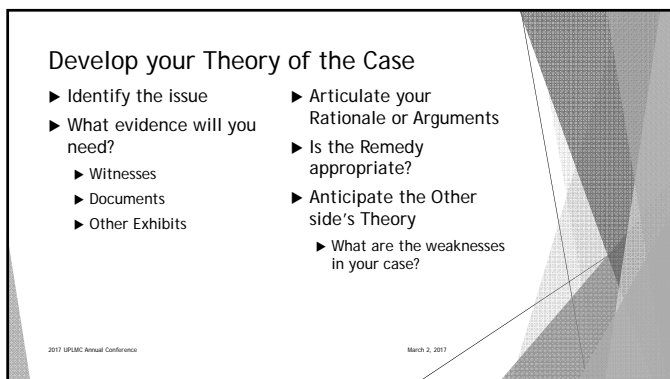 Develop your Theory of the Case
▶ Identify the issue
▶ What evidence will you
need?
▶ Witnesses
▶ Documents
▶ Other Exhibits
▶ Articulate your
Rationale or Arguments
▶ Is the Remedy
appropriate?
▶ Anticipate the Other
side's Theory
▶ What are the weaknesses
in your case?
2017 UPLMC Annual Conference
March 2, 2017